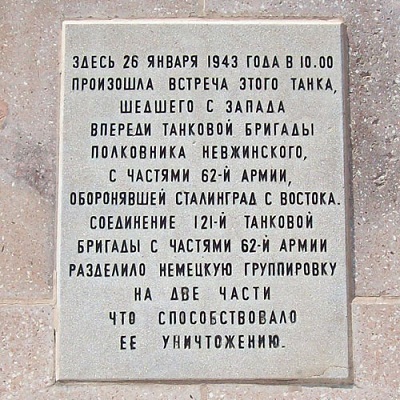 ЗДЕСЬ 26 ЯНВАРЯ 1943 ГОДА В 10.00
ПРОИЗОШЛА ВСТРЕЧА ЭТОГО ТАНКА,
ШЕДШЕГО С ЗАПАДА
ВПЕРЕДИ ТАНКОВОЙ БРИГАДЫ
ПОЛКОВНИКА НЕВЖИНСКОГО,
С ЧАСТЯМИ 62-Й АРМИИ,
ОБОРОНЯВШЕЙ СТАЛИНГРАД С ВОСТОКА.
СОЕДИНЕНИЕ 121-Й ТАНКОВОЙ
БРИГАДЫ С ЧАСТЯМИ 62-Й АРМИИ
РАЗДЕЛИЛО НЕМЕЦКУЮ ГРУППИРОВКУ
НА ДВЕ ЧАСТИ
ЧТО СПОСОБСТВОВАЛО
ЕЕ УНИЧТОЖЕНИЮ.